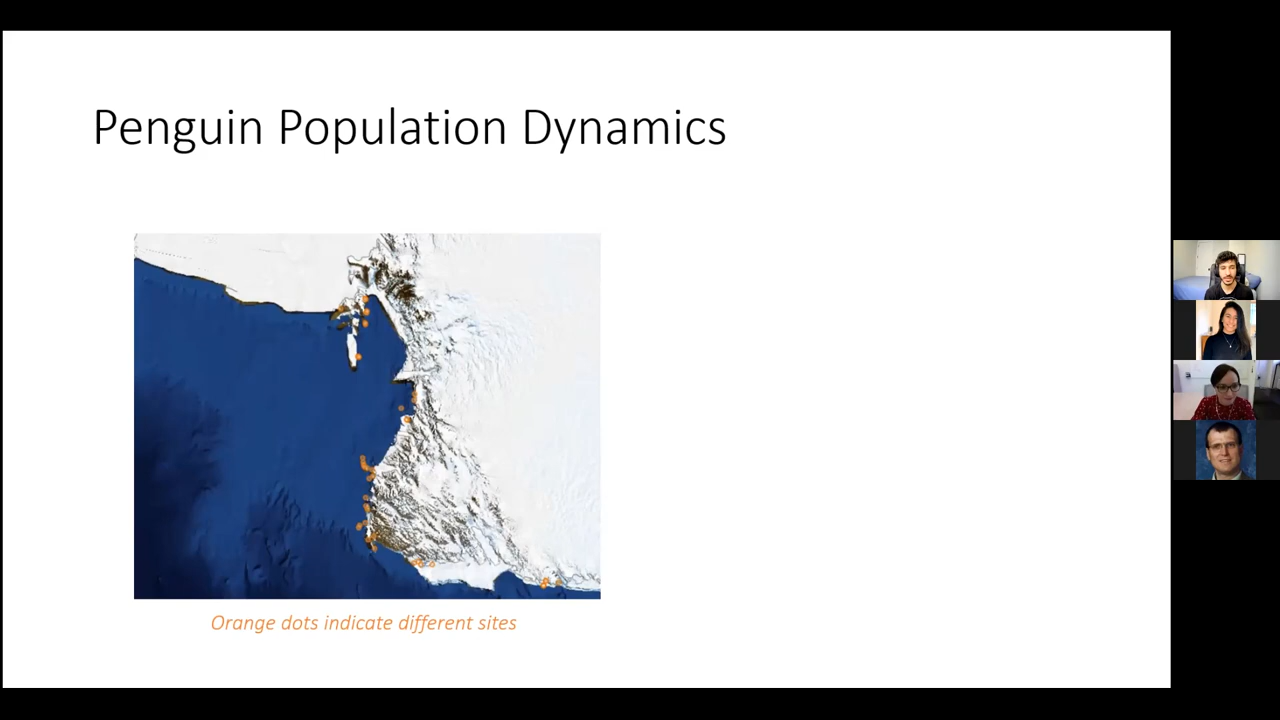 Penguin Population Dynamics
Orange dots indicate different sites